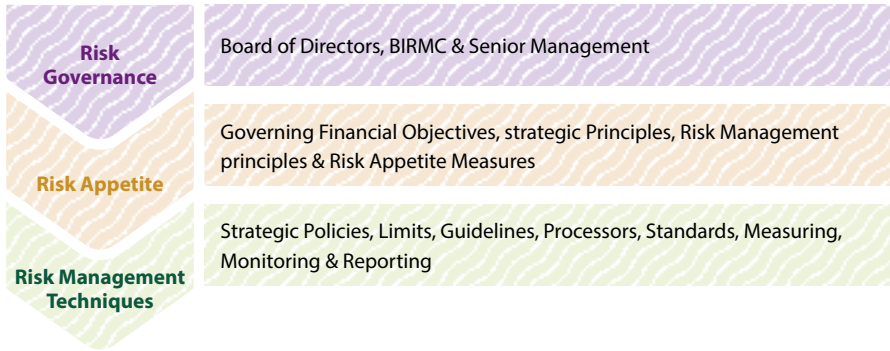 Risk
Governance
Board of Directors, BIRMC & Senior Management
Risk Appetite
Governing Financial Objectives, strategic Principles, Risk Management
principles & Risk Appetite Measures
Risk Management
Techniques
Strategic Policies, Limits, Guidelines, Processors, Standards, Measuring,
Monitoring & Reporting